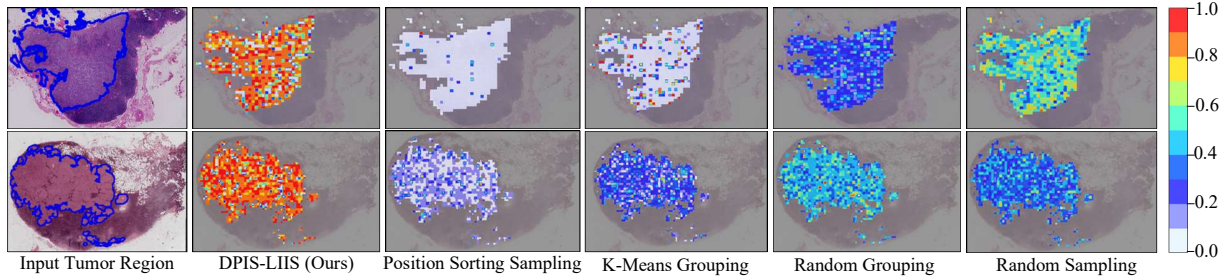 1.0
0.8
0.6
0.4
0.2
0.0
Input Tumor Region
DPIS-LIIS (Ours)
Position Sorting Sampling
K-Means Grouping
Random Grouping
Random Sampling